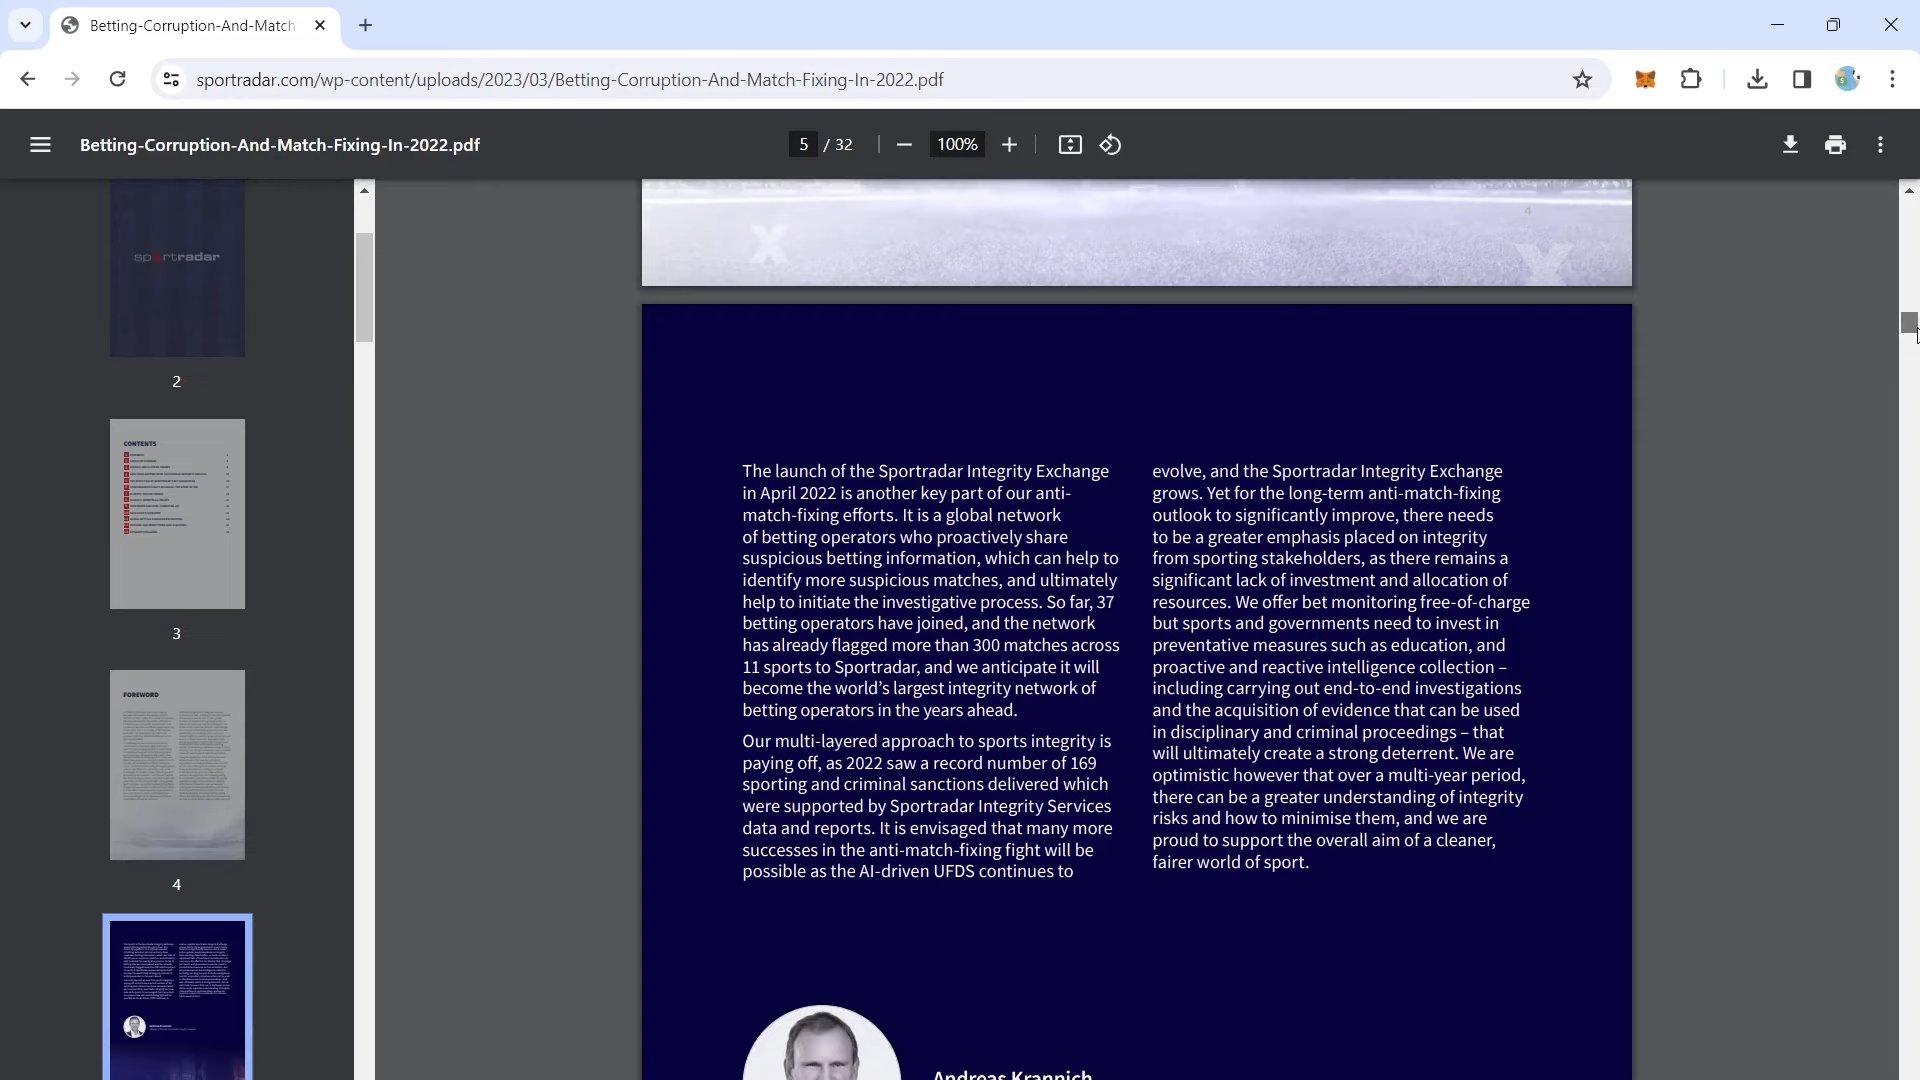 Betting-Corruption-And-Match
sportradar.com/wp-content/uploads/2023/03/Betting-Corruption-And-Match-Fixing-In-2022.pdf
Betting-Corruption-And-Match-Fixing-In-2022.pdf
5 / 32
100%
sportradar
2
CONTENTS
3
FOREWORD
4
4
The launch of the Sportradar Integrity Exchange
in April 2022 is another key part of our anti-
match-fixing efforts. It is a global network
of betting operators who proactively share
suspicious betting information, which can help to
identify more suspicious matches, and ultimately
help to initiate the investigative process. So far, 37
betting operators have joined, and the network
has already flagged more than 300 matches across
11 sports to Sportradar, and we anticipate it will
become the world’s largest integrity network of
betting operators in the years ahead.
Our multi-layered approach to sports integrity is
paying off, as 2022 saw a record number of 169
sporting and criminal sanctions delivered which
were supported by Sportradar Integrity Services
data and reports. It is envisaged that many more
successes in the anti-match-fixing fight will be
possible as the AI-driven UFDS continues to
evolve, and the Sportradar Integrity Exchange
grows. Yet for the long-term anti-match-fixing
outlook to significantly improve, there needs
to be a greater emphasis placed on integrity
from sporting stakeholders, as there remains a
significant lack of investment and allocation of
resources. We offer bet monitoring free-of-charge
but sports and governments need to invest in
preventative measures such as education, and
proactive and reactive intelligence collection –
including carrying out end-to-end investigations
and the acquisition of evidence that can be used
in disciplinary and criminal proceedings – that
will ultimately create a strong deterrent. We are
optimistic however that over a multi-year period,
there can be a greater understanding of integrity
risks and how to minimise them, and we are
proud to support the overall aim of a cleaner,
fairer world of sport.
Andreas Krannich